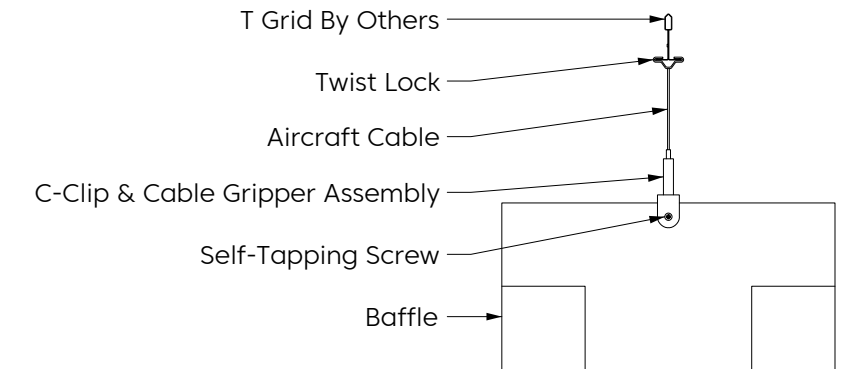 T Grid By Others
Twist Lock
Aircraft Cable
C-Clip & Cable Gripper Assembly
Self-Tapping Screw
Baffle